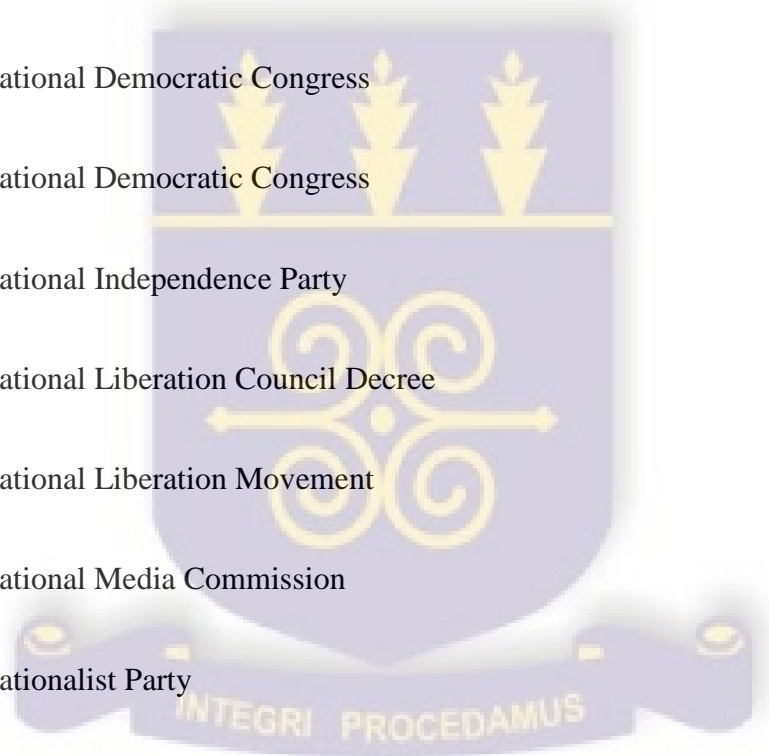 ational Democratic Congress
ational Democratic Congress
ational Independence Party
ational Liberation Council Decree
ational Liberation Movement
ational Media Commission
ationalist Party
INTEGRI PROCEDAMUS